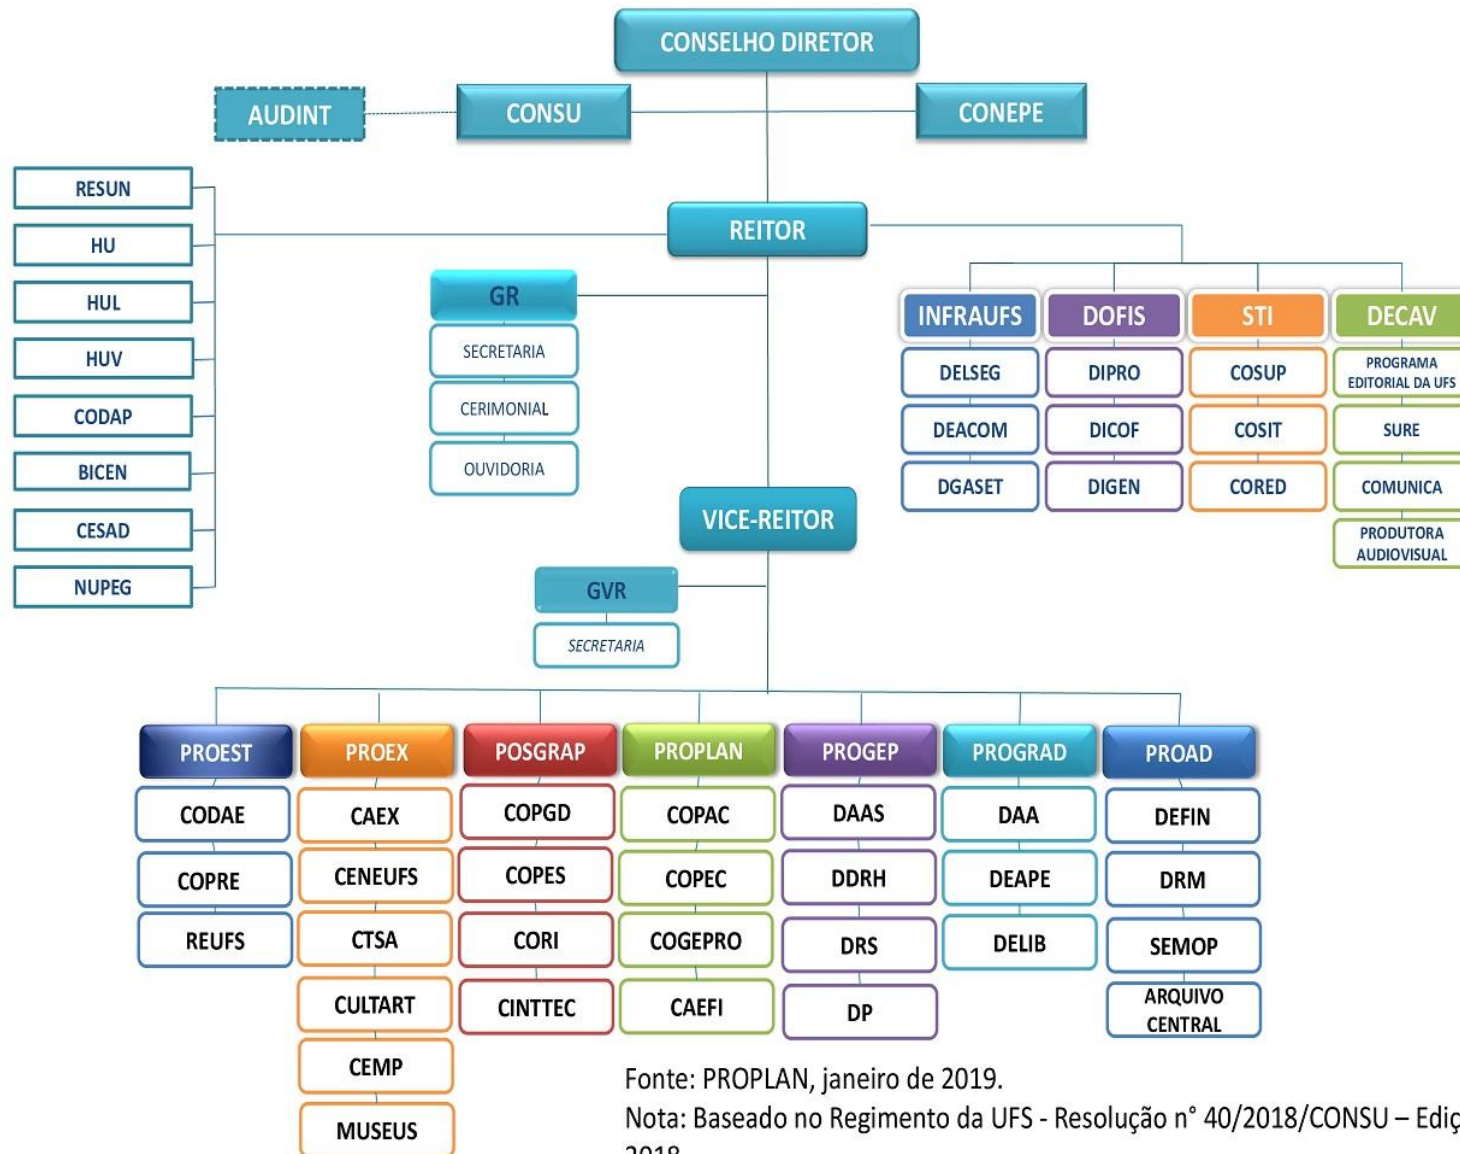 CONSELHO DIRETOR
AUDINT
CONSU
CONEPE
RESUN
HU
HUL
HUV
CODAP
BICEN
CESAD
NUPEG
REITOR
GR
SECRETARIA
CERIMONIAL
OUVIDORIA
INFRAUFS
DELSEG
DEACOM
DGASET
DOFIS
DIPRO
DICOF
DIGEN
STI
COSUP
COSIT
CORED
DECAV
PROGRAMA
EDITORIAL DA UFS
SURE
COMUNICA
PRODUTORA
AUDIOVISUAL
VICE-REITOR
GVR
SECRETARIA
PROEST
CODAE
COPRE
REUFS
PROEX
CAEX
CENEUFS
CTSA
CULTART
CEMP
MUSEUS
POSGRAP
COPGD
COPES
CORI
CINTTEC
PROPLAN
COPAC
COPEC
COGEPRO
CAEFI
PROGEP
DAAS
DDRH
DRS
DP
PROGRAD
DAA
DEAPE
DELIB
PROAD
DEFIN
DRM
SEMOP
ARQUIVO
CENTRAL
Fonte: PROPLAN, janeiro de 2019.
Nota: Baseado no Regimento da UFS - Resolução n° 40/2018/CONSU – Ediç
2018